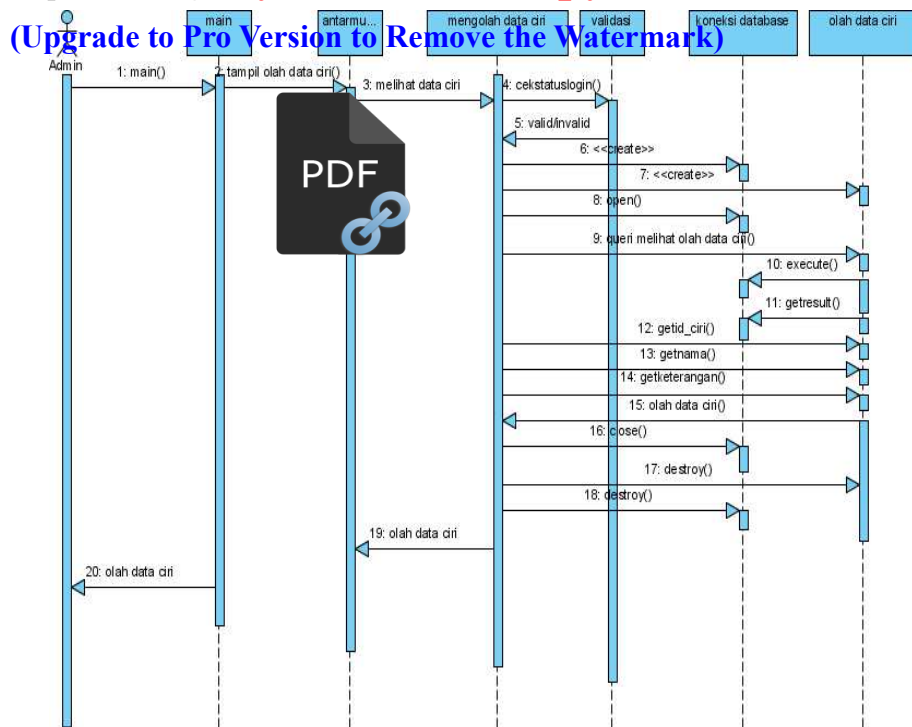 main
antarmu...
mengolah data ciri
validasi
koneksi database
olah data ciri
(Upgrade to Pro Version to Remove the Watermark)
Admin
1: main()
2: tampil olah data ciri()
3: melihat data ciri
4: cekstatuslogin()
5: valid/invalid
6: <<create>>
7: <<create>>
8: open()
9: queri melihat olah data ciri()
10: execute()
11: getresult()
12: getid_ciri()
13: getnama()
14: getketerangan()
15: olah data ciri()
16: close()
17: destroy()
18: destroy()
19: olah data ciri
20: olah data ciri
PDF